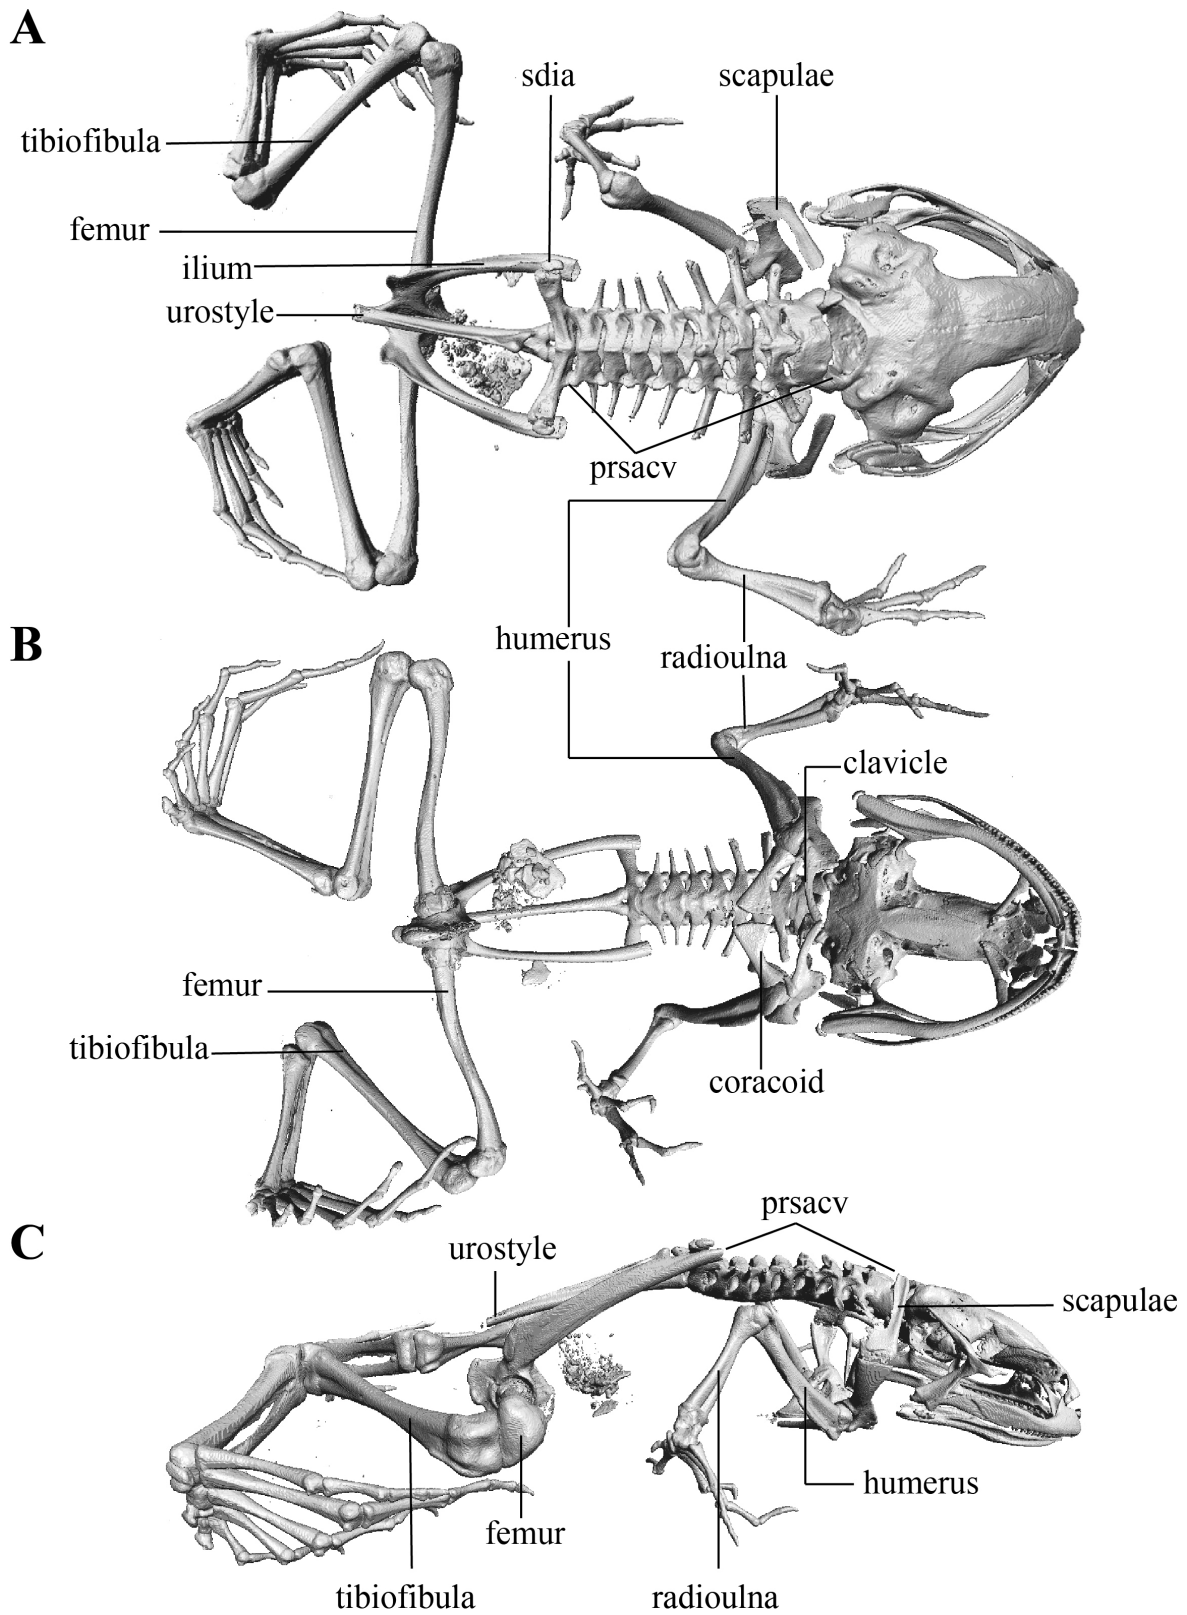 A
sdia
scapulae
tibiofibula
femur
ilium
urostyle
prsacv
humerus
radioulna
B
clavicle
femur
tibiofibula
coracoid
prsacv
C
urostyle
scapulae
humerus
femur
tibiofibula
radioulna